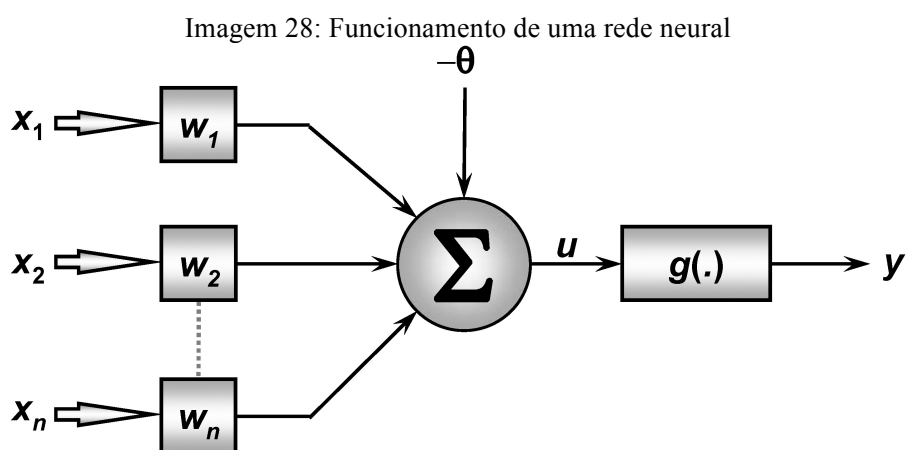 Imagem 28: Funcionamento de uma rede neural
−θ
x1 w1
x2 w2 Σ u g(.) y
xn wn